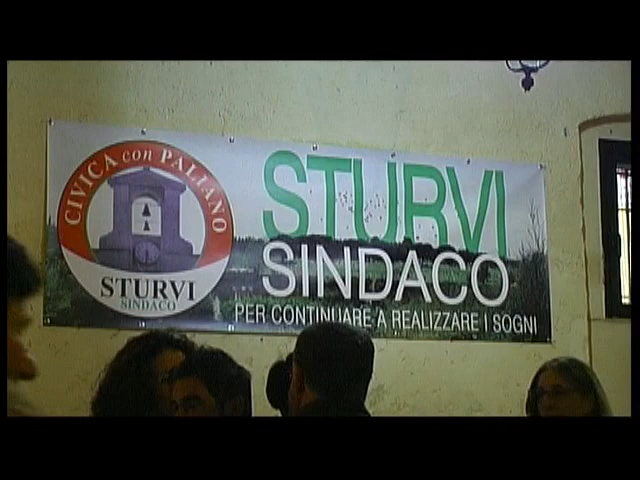 CIVICA con PALIANO
STURVI
SINDACO
STURVI
SINDACO
PER CONTINUARE A REALIZZARE I SOGNI